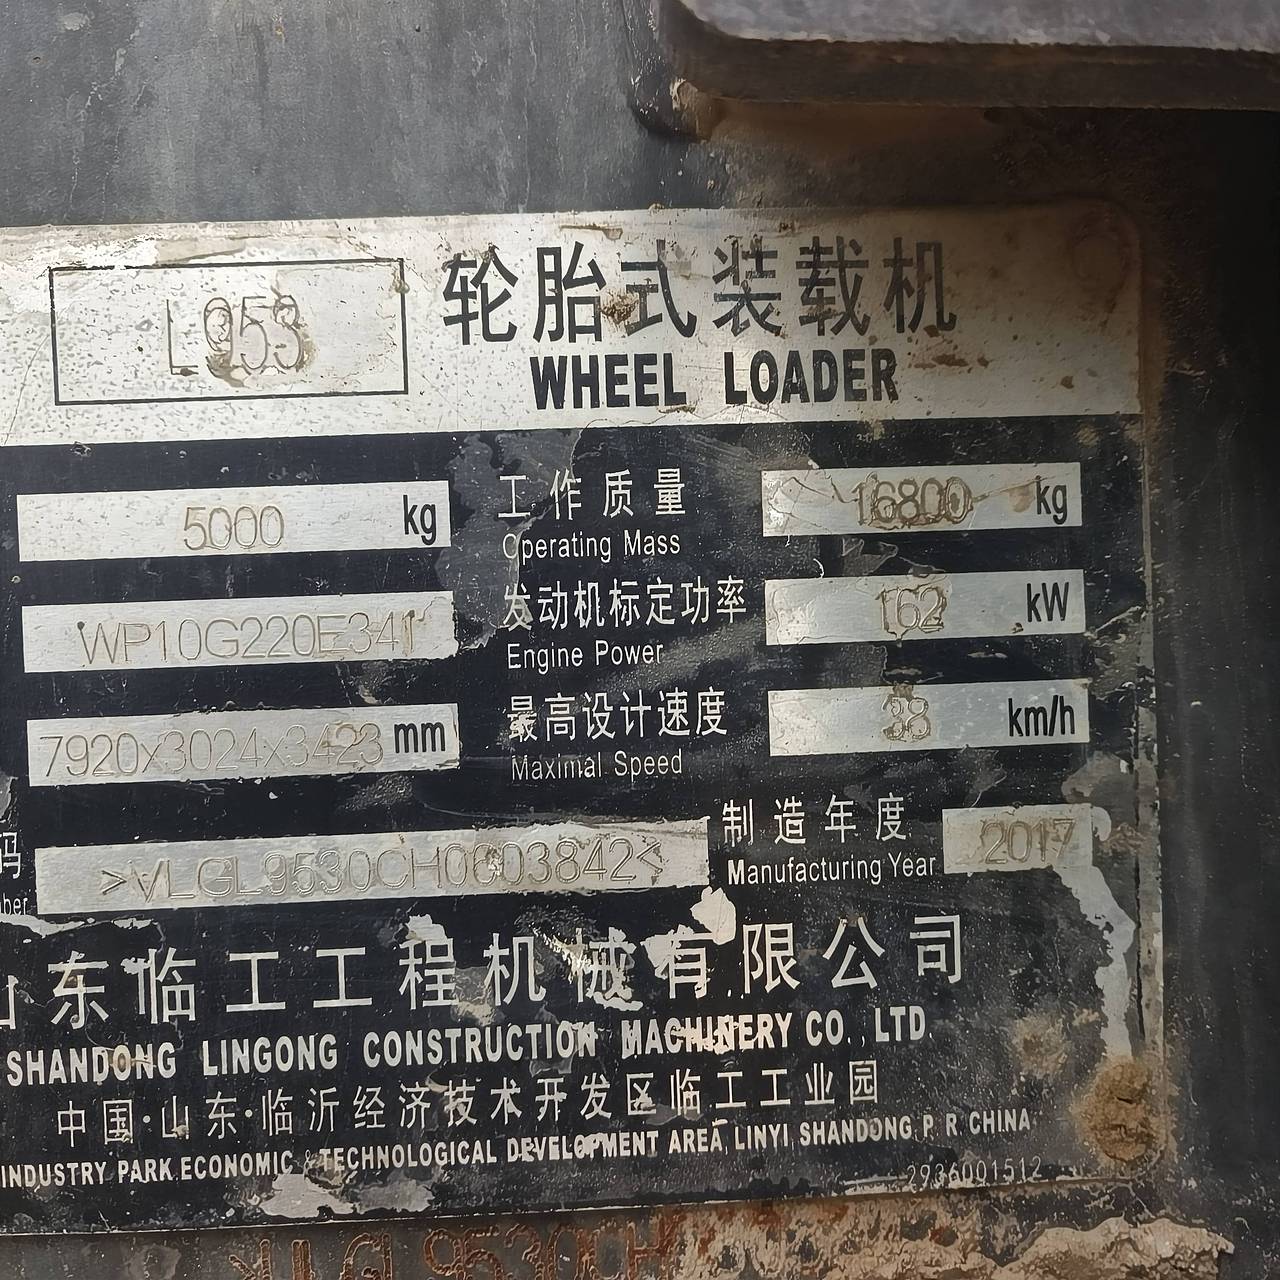 L953
轮胎式装载机
WHEEL LOADER
5000 kg
工作质量 16800 kg
Operating Mass
WP10G220E341
发动机标定功率 162 kW
Engine Power
7920x3024x3423 mm
最高设计速度 38 km/h
Maximal Speed
码 >VLGL9530CH0603842<
制造年度 2017
Manufacturing Year
山东临工工程机械有限公司
SHANDONG LINGONG CONSTRUCTION MACHINERY CO., LTD.
中国·山东·临沂经济技术开发区临工工业园
INDUSTRY PARK.ECONOMIC & TECHNOLOGICAL DEVELOPMENT AREA, LINYI, SHANDONG P. R. CHINA
2936001512
VLGL9530CH